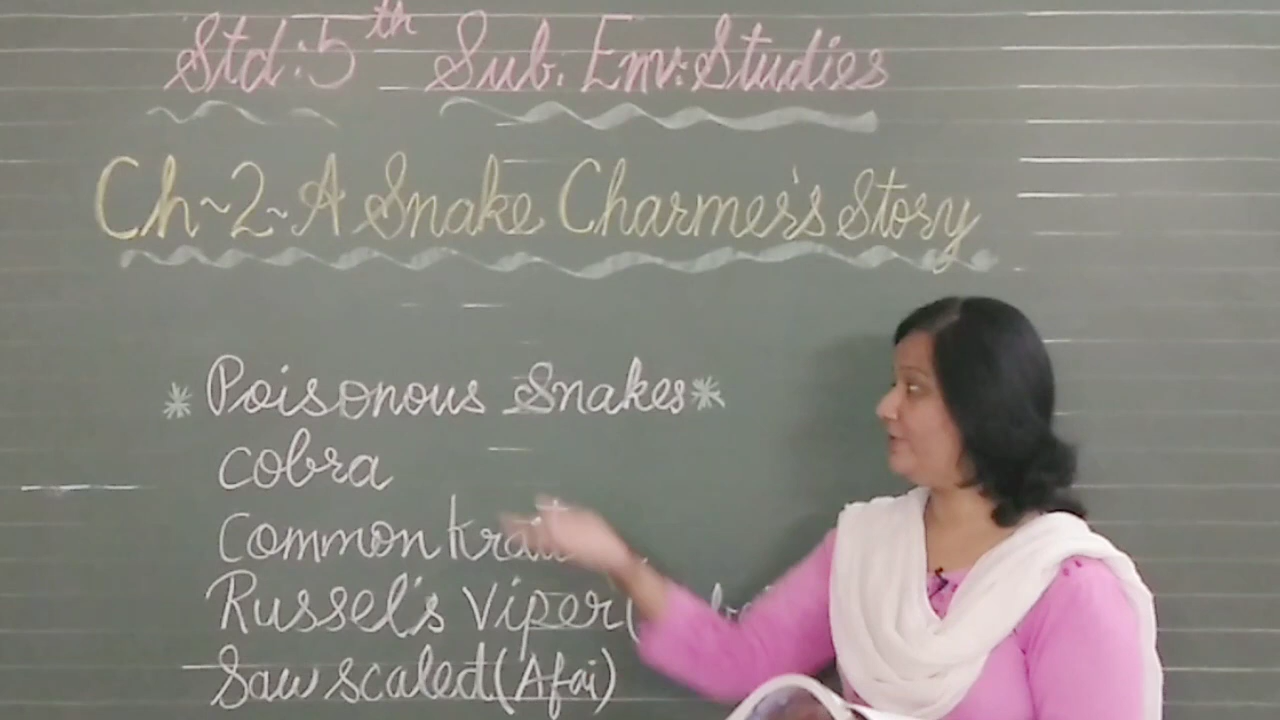 Std:5th Sub. Env: Studies
Ch~2~A Snake Charmer's Story
* Poisonous Snakes *
Cobra
Common
Russel's Viper (
Saw scaled (Afai)